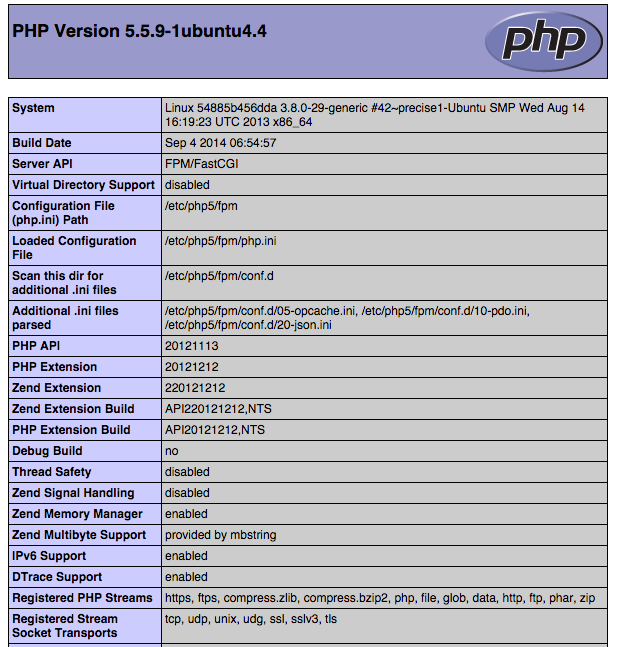 PHP Version 5.5.9-1ubuntu4.4
php
System Linux 54885b456dda 3.8.0-29-generic #42~precise1-Ubuntu SMP Wed Aug 14
16:19:23 UTC 2013 x86_64
Build Date Sep 4 2014 06:54:57
Server API FPM/FastCGI
Virtual Directory Support disabled
Configuration File /etc/php5/fpm
(php.ini) Path
Loaded Configuration /etc/php5/fpm/php.ini
File
Scan this dir for /etc/php5/fpm/conf.d
additional .ini files
Additional .ini files /etc/php5/fpm/conf.d/05-opcache.ini, /etc/php5/fpm/conf.d/10-pdo.ini,
parsed /etc/php5/fpm/conf.d/20-json.ini
PHP API 20121113
PHP Extension 20121212
Zend Extension 220121212
Zend Extension Build API220121212,NTS
PHP Extension Build API20121212,NTS
Debug Build no
Thread Safety disabled
Zend Signal Handling disabled
Zend Memory Manager enabled
Zend Multibyte Support provided by mbstring
IPv6 Support enabled
DTrace Support enabled
Registered PHP Streams https, ftps, compress.zlib, compress.bzip2, php, file, glob, data, http, ftp, phar, zip
Registered Stream tcp, udp, unix, udg, ssl, sslv3, tls
Socket Transports